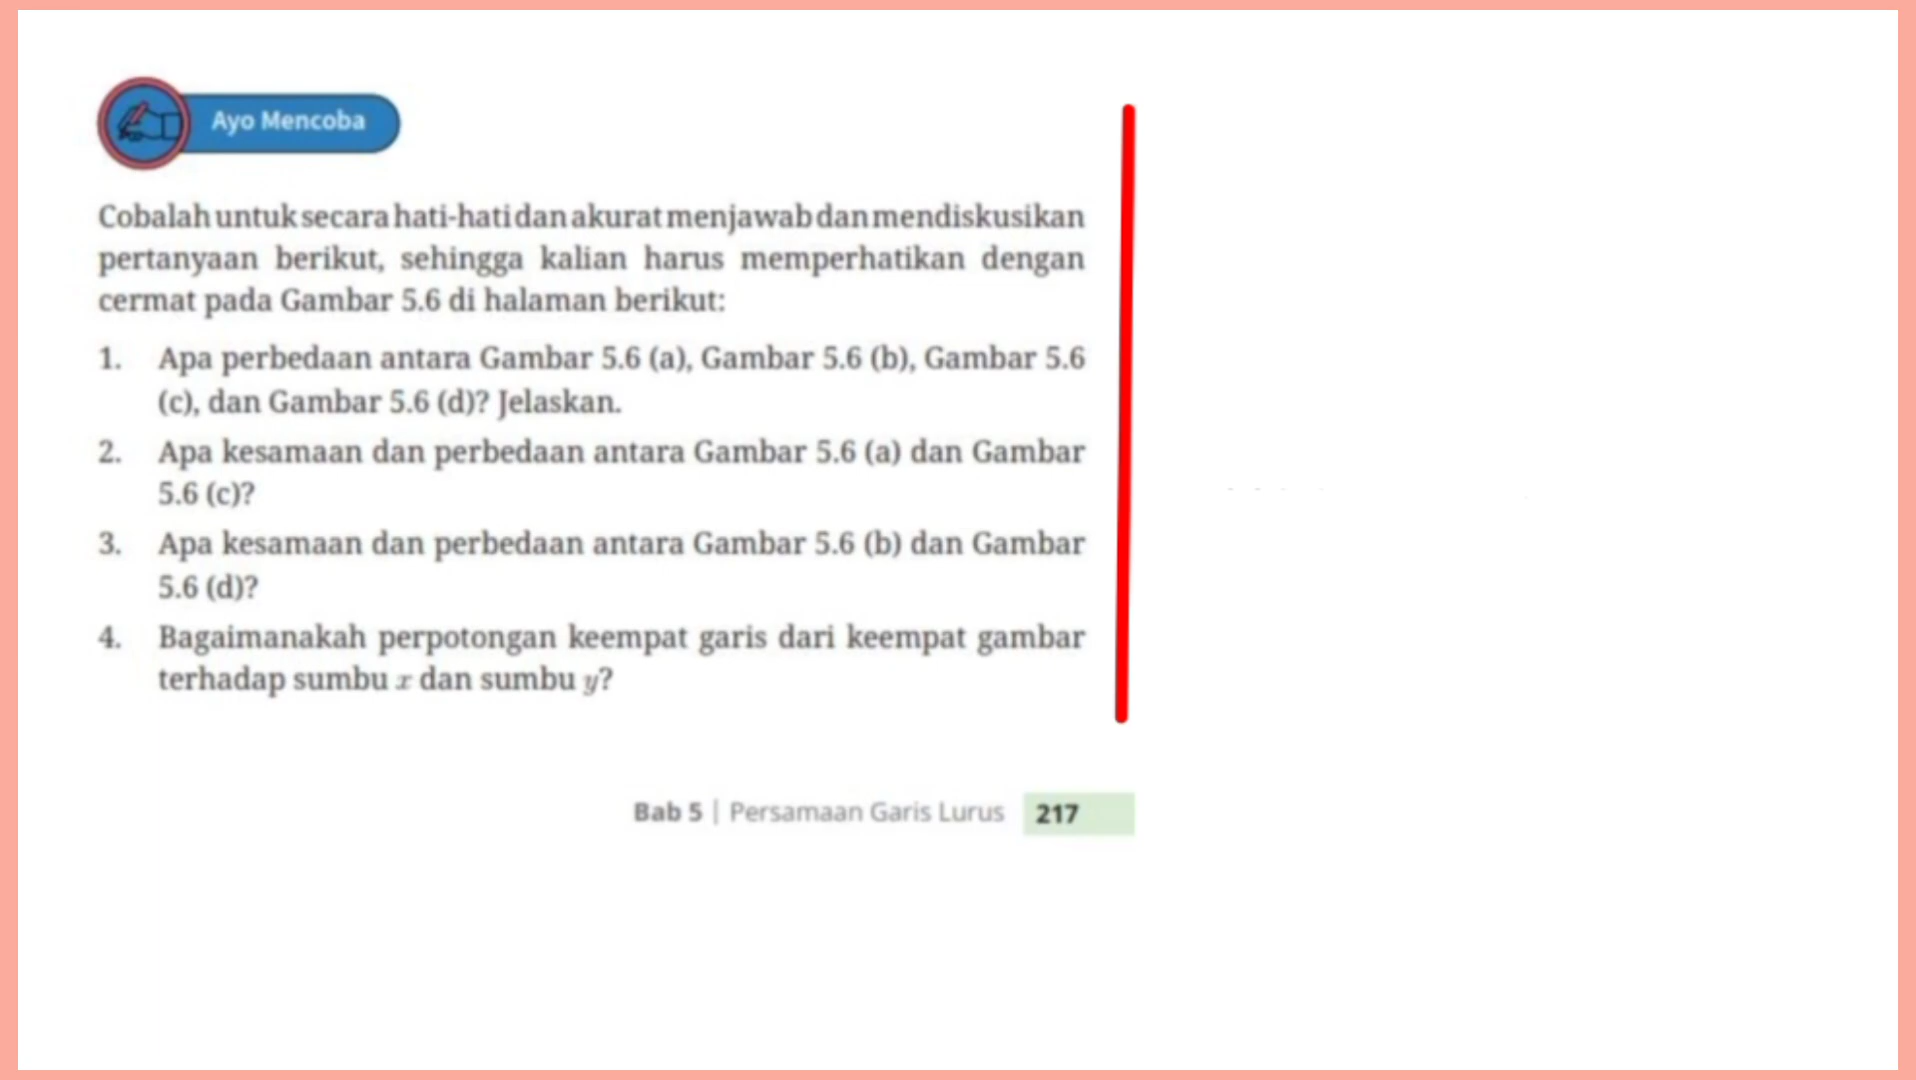 Ayo Mencoba
Cobalah untuk secara hati-hati dan akurat menjawab dan mendiskusikan
pertanyaan berikut, sehingga kalian harus memperhatikan dengan
cermat pada Gambar 5.6 di halaman berikut:
1. Apa perbedaan antara Gambar 5.6 (a), Gambar 5.6 (b), Gambar 5.6
(c), dan Gambar 5.6 (d)? Jelaskan.
2. Apa kesamaan dan perbedaan antara Gambar 5.6 (a) dan Gambar
5.6 (c)?
3. Apa kesamaan dan perbedaan antara Gambar 5.6 (b) dan Gambar
5.6 (d)?
4. Bagaimanakah perpotongan keempat garis dari keempat gambar
terhadap sumbu x dan sumbu y?
Bab 5 | Persamaan Garis Lurus 217